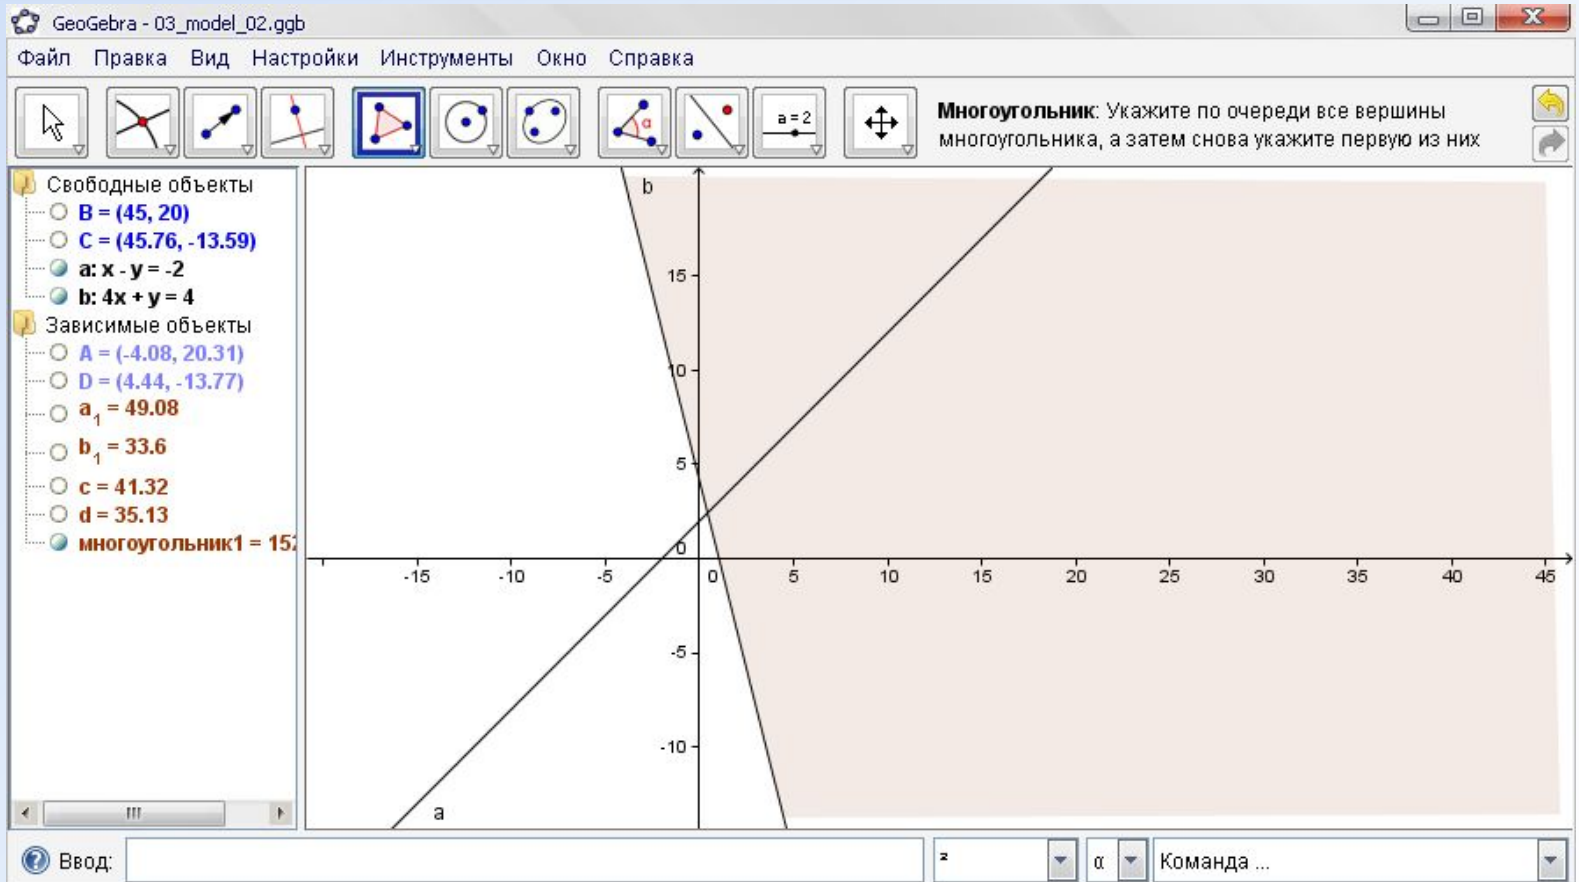 GeoGebra - 03_model_02.ggb
Файл Правка Вид Настройки Инструменты Окно Справка
a = 2
Многоугольник: Укажите по очереди все вершины
многоугольника, а затем снова укажите первую из них
Свободные объекты
B = (45, 20)
C = (45.76, -13.59)
a: x - y = -2
b: 4x + y = 4
Зависимые объекты
A = (-4.08, 20.31)
D = (4.44, -13.77)
a₁ = 49.08
b₁ = 33.6
c = 41.32
d = 35.13
многоугольник1 = 152
b
15
10
5
0
-15 -10 -5 0 5 10 15 20 25 30 35 40 45
-5
-10
a
Ввод: ² α Команда ...